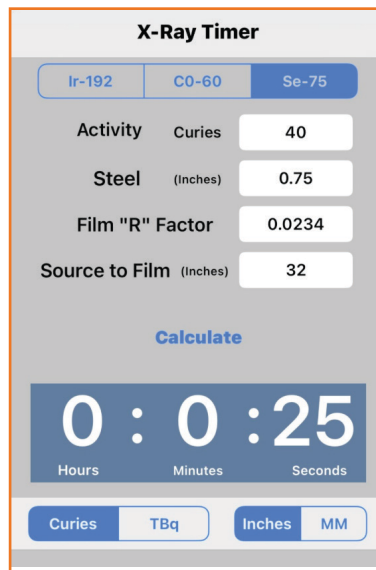 X-Ray Timer
Ir-192 C0-60 Se-75
Activity Curies 40
Steel (Inches) 0.75
Film "R" Factor 0.0234
Source to Film (Inches) 32
Calculate
0 : 0 : 25
Hours Minutes Seconds
Curies TBq Inches MM